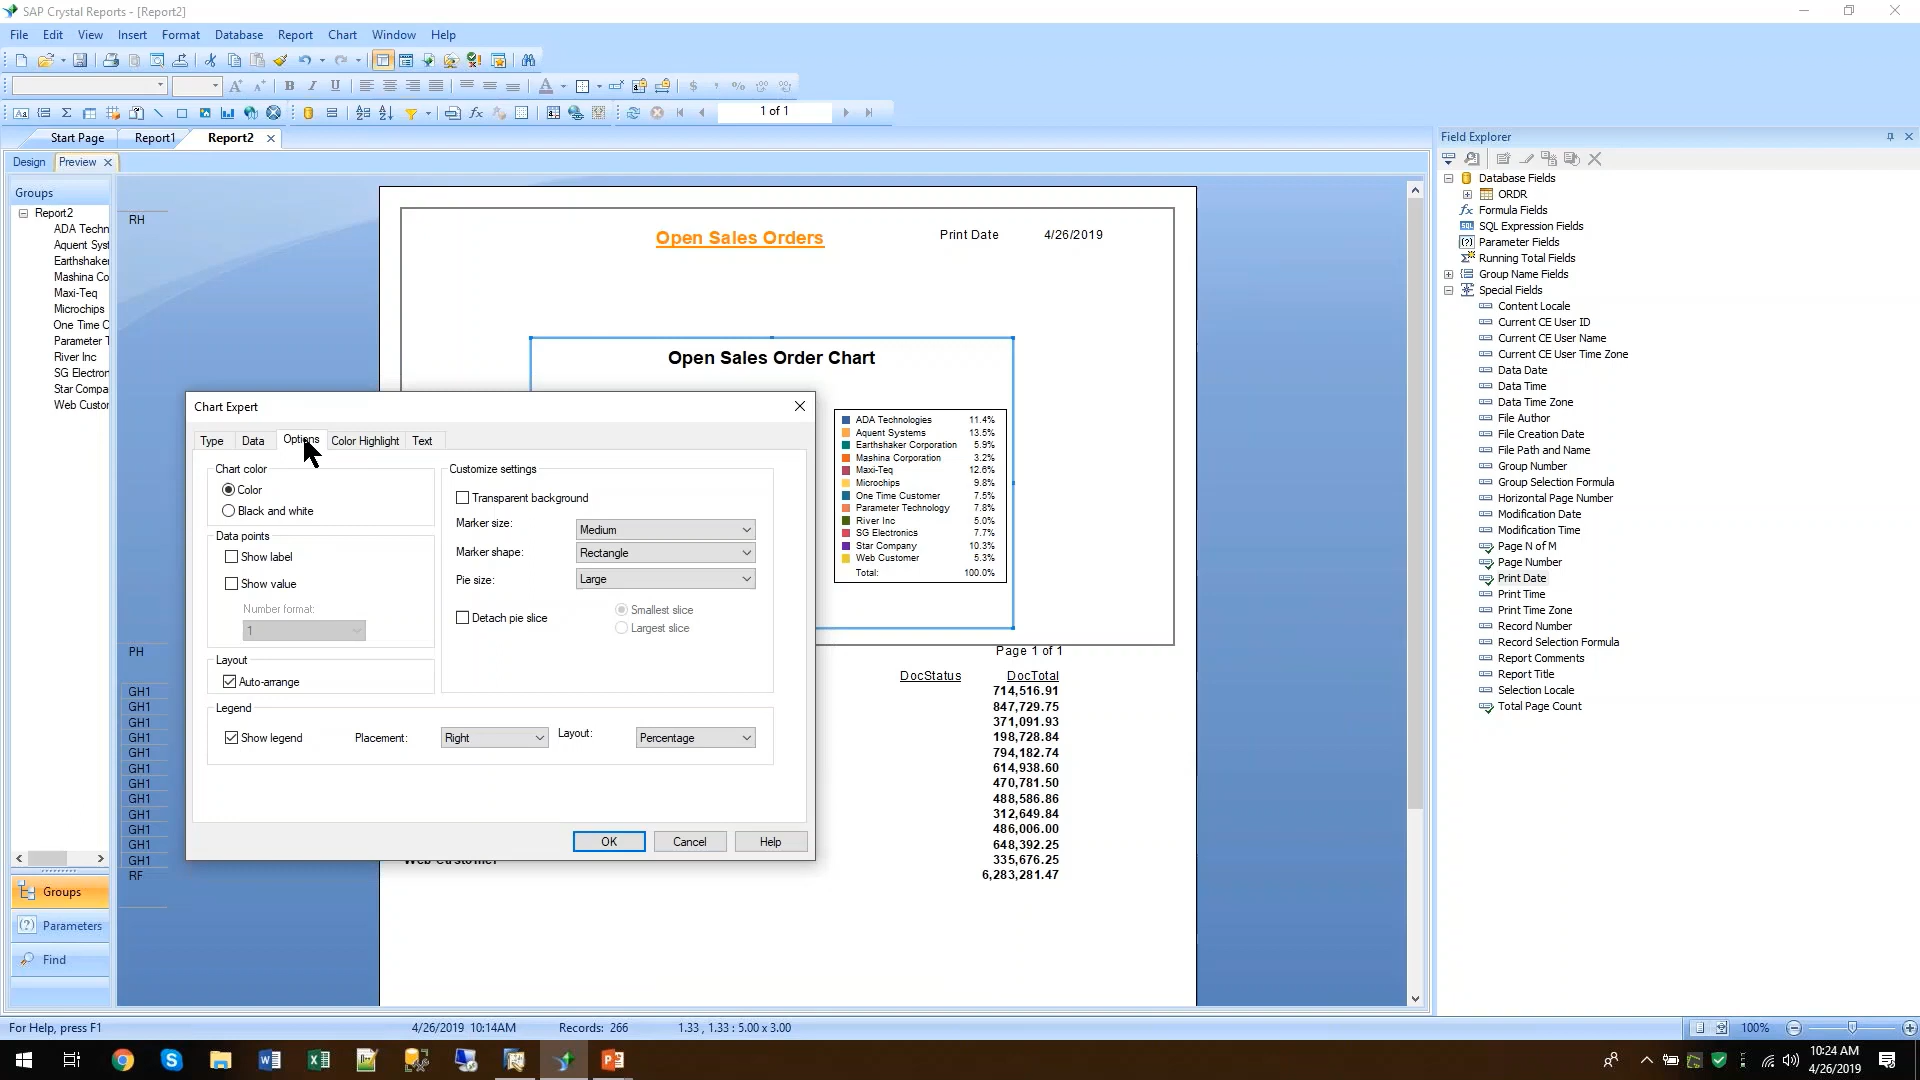 SAP Crystal Reports - [Report2]
File Edit View Insert Format Database Report Chart Window Help
B I U $ , %
1 of 1
Start Page Report1 Report2
Design Preview
Groups
Report2
ADA Techn
Aquent Syst
Earthshaker
Mashina Co
Maxi-Teq
Microchips
One Time C
Parameter T
River Inc
SG Electron
Star Compa
Web Custor
Groups
Parameters
Find
RH
PH
GH1
GH1
GH1
GH1
GH1
GH1
GH1
GH1
GH1
GH1
GH1
GH1
RF
Open Sales Orders Print Date 4/26/2019
Open Sales Order Chart
ADA Technologies 11.4%
Aquent Systems 13.5%
Earthshaker Corporation 5.9%
Mashina Corporation 3.2%
Maxi-Teq 12.6%
Microchips 9.8%
One Time Customer 7.5%
Parameter Technology 7.8%
River Inc 5.0%
SG Electronics 7.7%
Star Company 10.3%
Web Customer 5.3%
Total: 100.0%
Page 1 of 1
DocStatus DocTotal
714,516.91
847,729.75
371,091.93
198,728.84
794,182.74
614,938.60
470,781.50
488,586.86
312,649.84
486,006.00
648,392.25
Web Customer 335,676.25
6,283,281.47
Chart Expert
Type Data Options Color Highlight Text
Chart color
Color
Black and white
Data points
Show label
Show value
Number format:
1
Layout
Auto-arrange
Customize settings
Transparent background
Marker size: Medium
Marker shape: Rectangle
Pie size: Large
Detach pie slice Smallest slice
Largest slice
Legend
Show legend Placement: Right Layout: Percentage
OK Cancel Help
Field Explorer
Database Fields
ORDR
Formula Fields
SQL Expression Fields
Parameter Fields
Running Total Fields
Group Name Fields
Special Fields
Content Locale
Current CE User ID
Current CE User Name
Current CE User Time Zone
Data Date
Data Time
Data Time Zone
File Author
File Creation Date
File Path and Name
Group Number
Group Selection Formula
Horizontal Page Number
Modification Date
Modification Time
Page N of M
Page Number
Print Date
Print Time
Print Time Zone
Record Number
Record Selection Formula
Report Comments
Report Title
Selection Locale
Total Page Count
For Help, press F1 4/26/2019 10:14AM Records: 266 1.33 , 1.33 : 5.00 x 3.00 100%
10:24 AM
4/26/2019